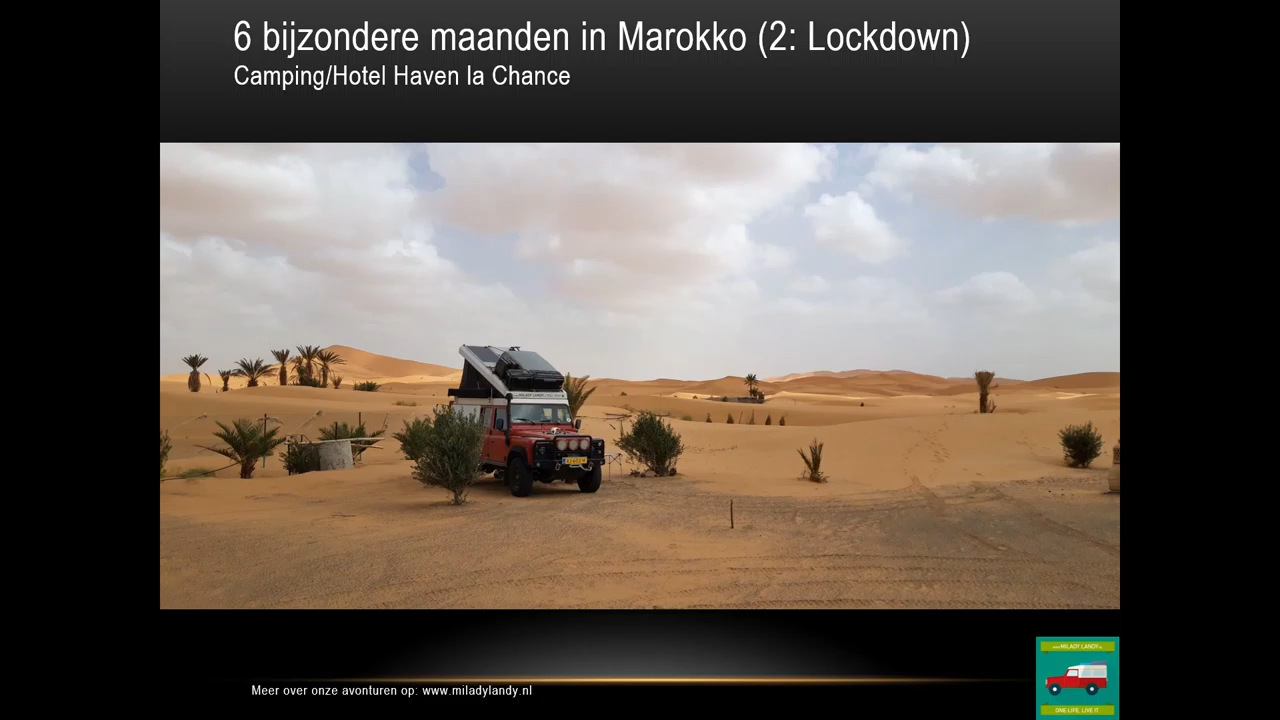 6 bijzondere maanden in Marokko (2: Lockdown)
Camping/Hotel Haven la Chance
Meer over onze avonturen op: www.miladylandy.nl
MILADY LANDY
ONE LIFE, LIVE IT